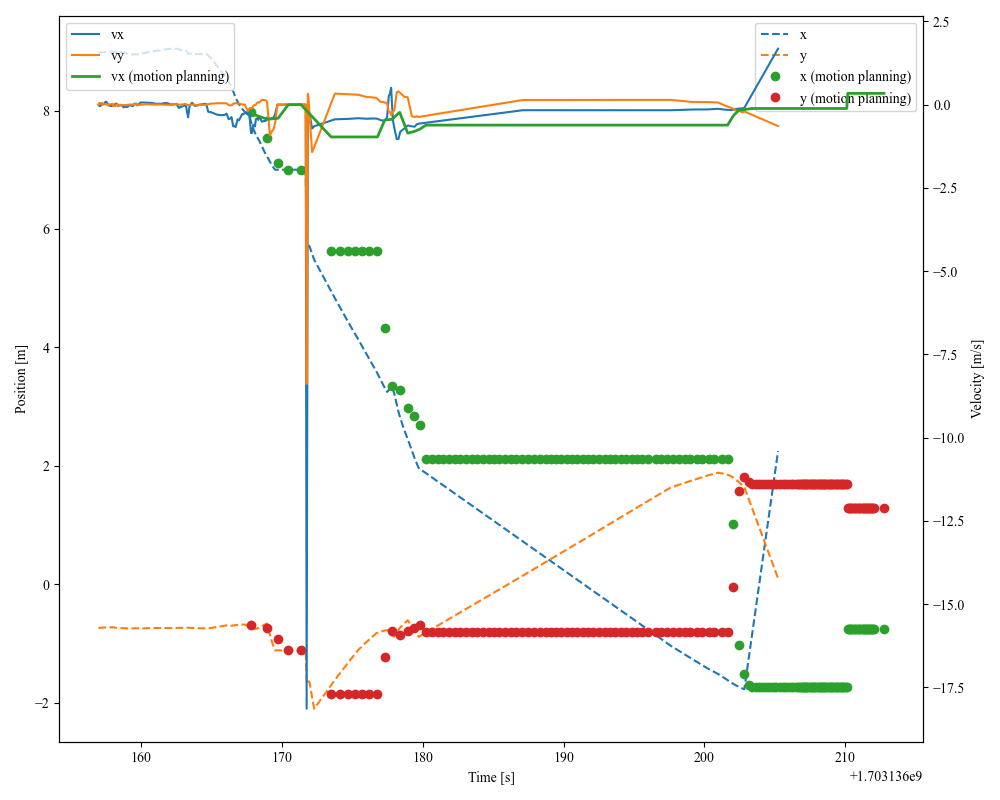 vx
vy
vx (motion planning)
x
y
x (motion planning)
y (motion planning)
8
6
4
2
0
−2
Position [m]
2.5
0.0
−2.5
−5.0
−7.5
−10.0
−12.5
−15.0
−17.5
Velocity [m/s]
160
170
180
190
200
210
Time [s]
+1.703136e9